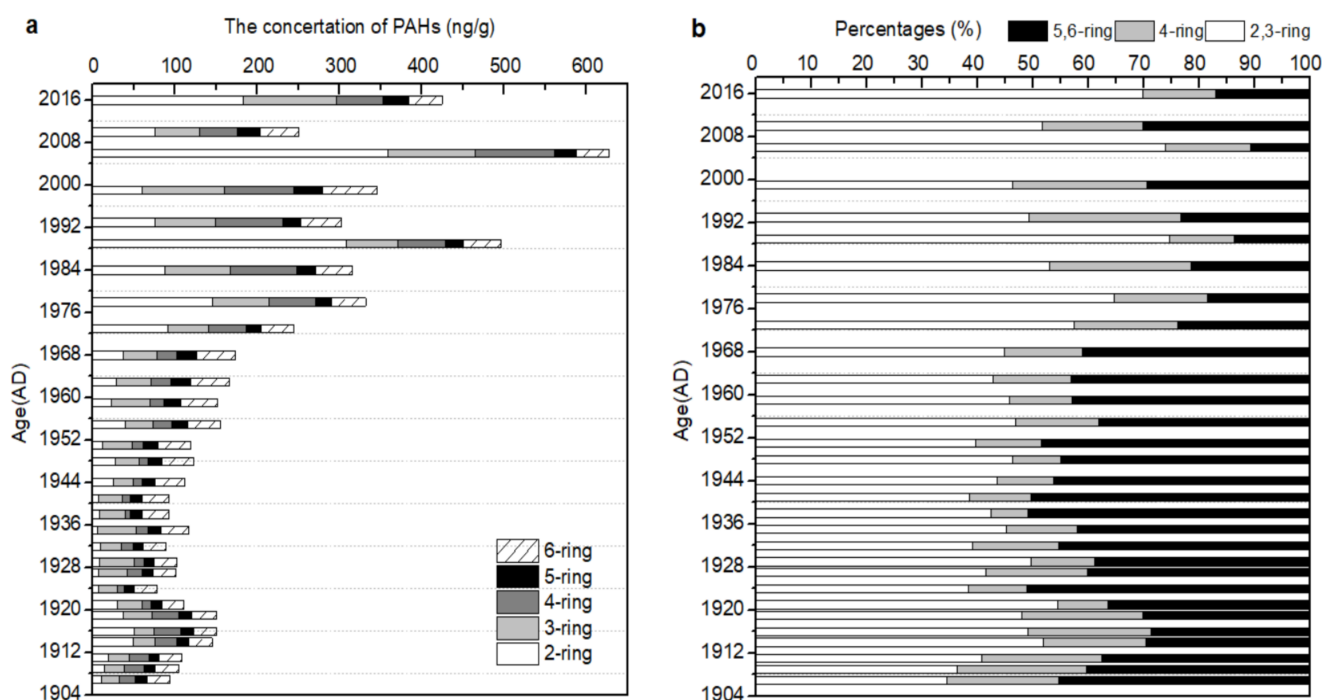 a
The concertation of PAHs (ng/g)
0 100 200 300 400 500 600
Age(AD)
2016
2008
2000
1992
1984
1976
1968
1960
1952
1944
1936
1928
1920
1912
1904
6-ring
5-ring
4-ring
3-ring
2-ring
b
Percentages (%) 5,6-ring 4-ring 2,3-ring
0 10 20 30 40 50 60 70 80 90 100
Age(AD)
2016
2008
2000
1992
1984
1976
1968
1960
1952
1944
1936
1928
1920
1912
1904